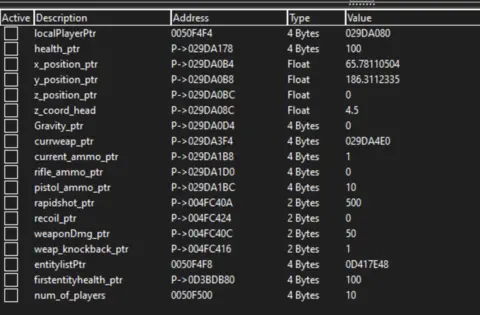 Active Description Address Type Value
localPlayerPtr 0050F4F4 4 Bytes 029DA080
health_ptr P->029DA178 4 Bytes 100
x_position_ptr P->029DA0B4 Float 65.78110504
y_position_ptr P->029DA0B8 Float 186.3112335
z_position_ptr P->029DA0BC Float 0
z_coord_head P->029DA08C Float 4.5
Gravity_ptr P->029DA0D4 4 Bytes 0
currweap_ptr P->029DA3F4 4 Bytes 029DA4E0
current_ammo_ptr P->029DA1B8 4 Bytes 1
rifle_ammo_ptr P->029DA1D0 4 Bytes 0
pistol_ammo_ptr P->029DA1BC 4 Bytes 10
rapidshot_ptr P->004FC40A 2 Bytes 500
recoil_ptr P->004FC424 2 Bytes 0
weaponDmg_ptr P->004FC40C 2 Bytes 50
weap_knockback_ptr P->004FC416 2 Bytes 1
entitylistPtr 0050F4F8 4 Bytes 0D417E48
firstentityhealth_ptr P->0D3BDB80 4 Bytes 100
num_of_players 0050F500 4 Bytes 10